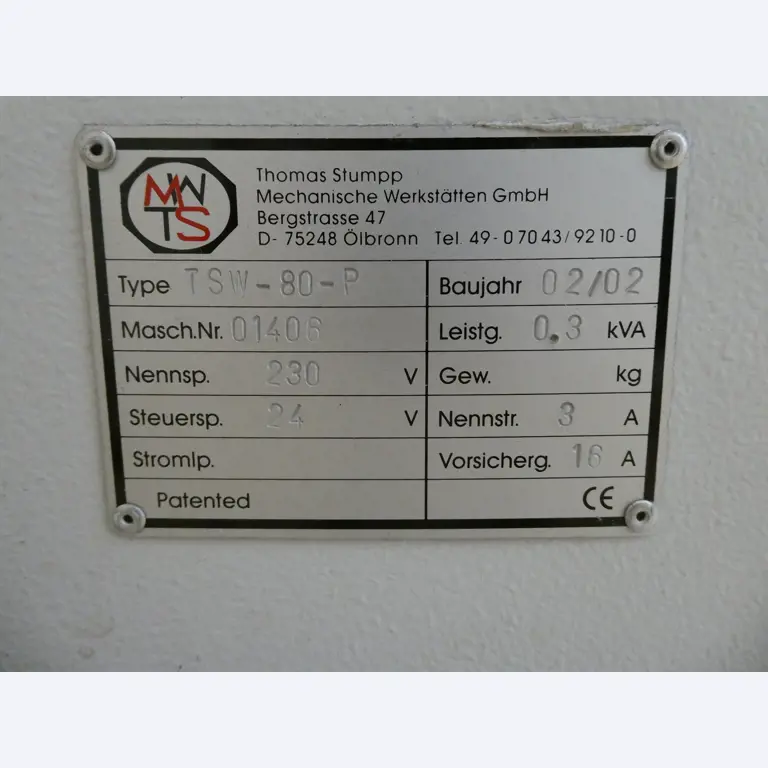 MW
TS
Thomas Stumpp
Mechanische Werkstätten GmbH
Bergstrasse 47
D- 75248 Ölbronn Tel. 49-07043/9210-0
Type TSW-80-P Baujahr 02/02
Masch.Nr. 01406 Leistg. 0.3 kVA
Nennsp. 230 V Gew. kg
Steuersp. 24 V Nennstr. 3 A
Stromlp. Vorsicherg. 16 A
Patented CE